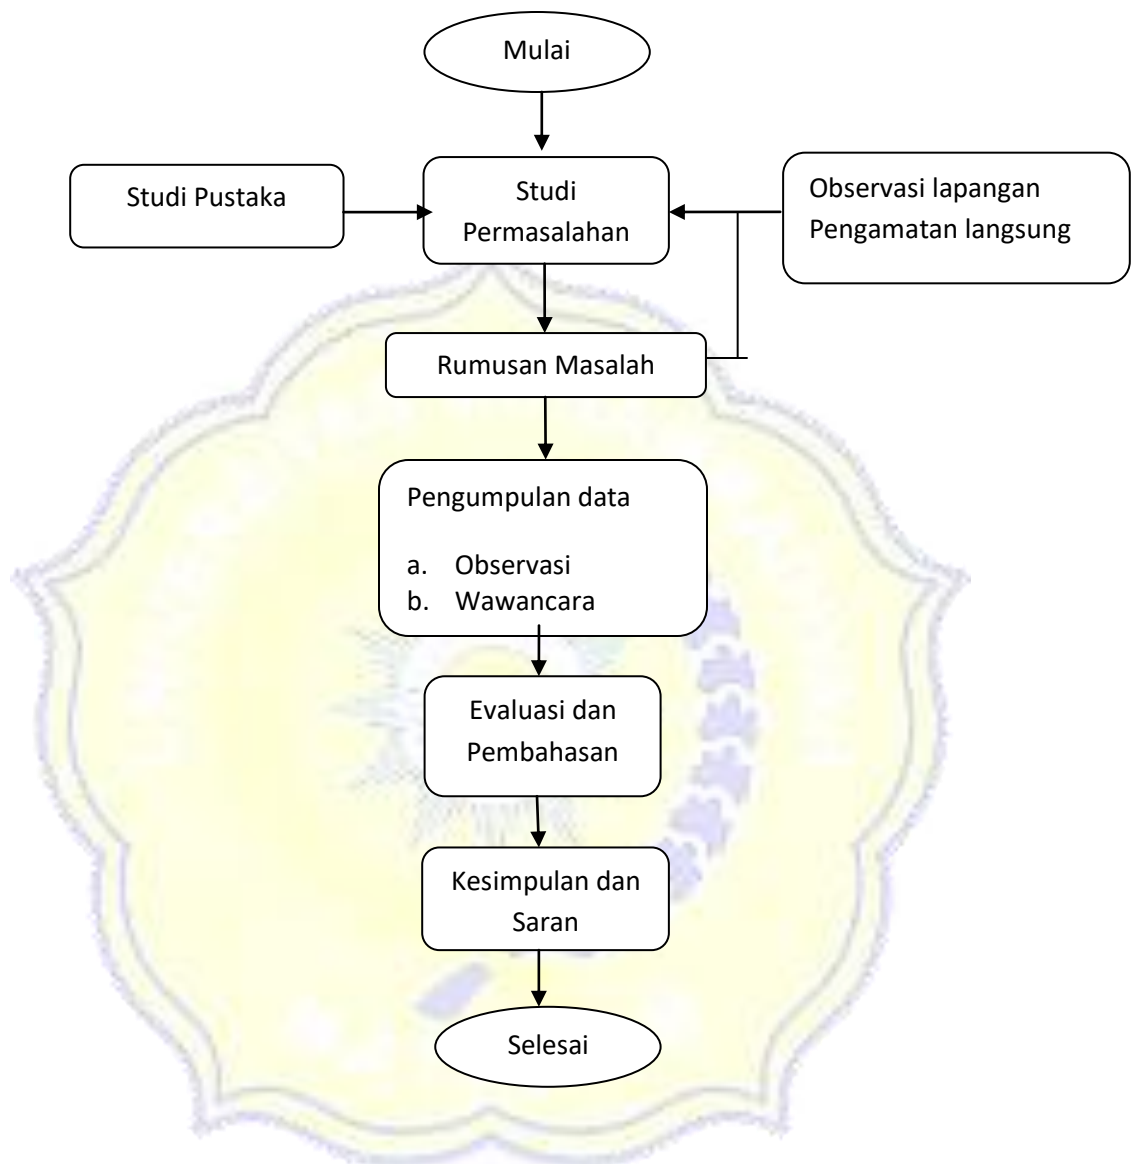 Mulai
Studi Pustaka
Studi
Permasalahan
Observasi lapangan
Pengamatan langsung
Rumusan Masalah
Pengumpulan data
a. Observasi
b. Wawancara
Evaluasi dan
Pembahasan
Kesimpulan dan
Saran
Selesai